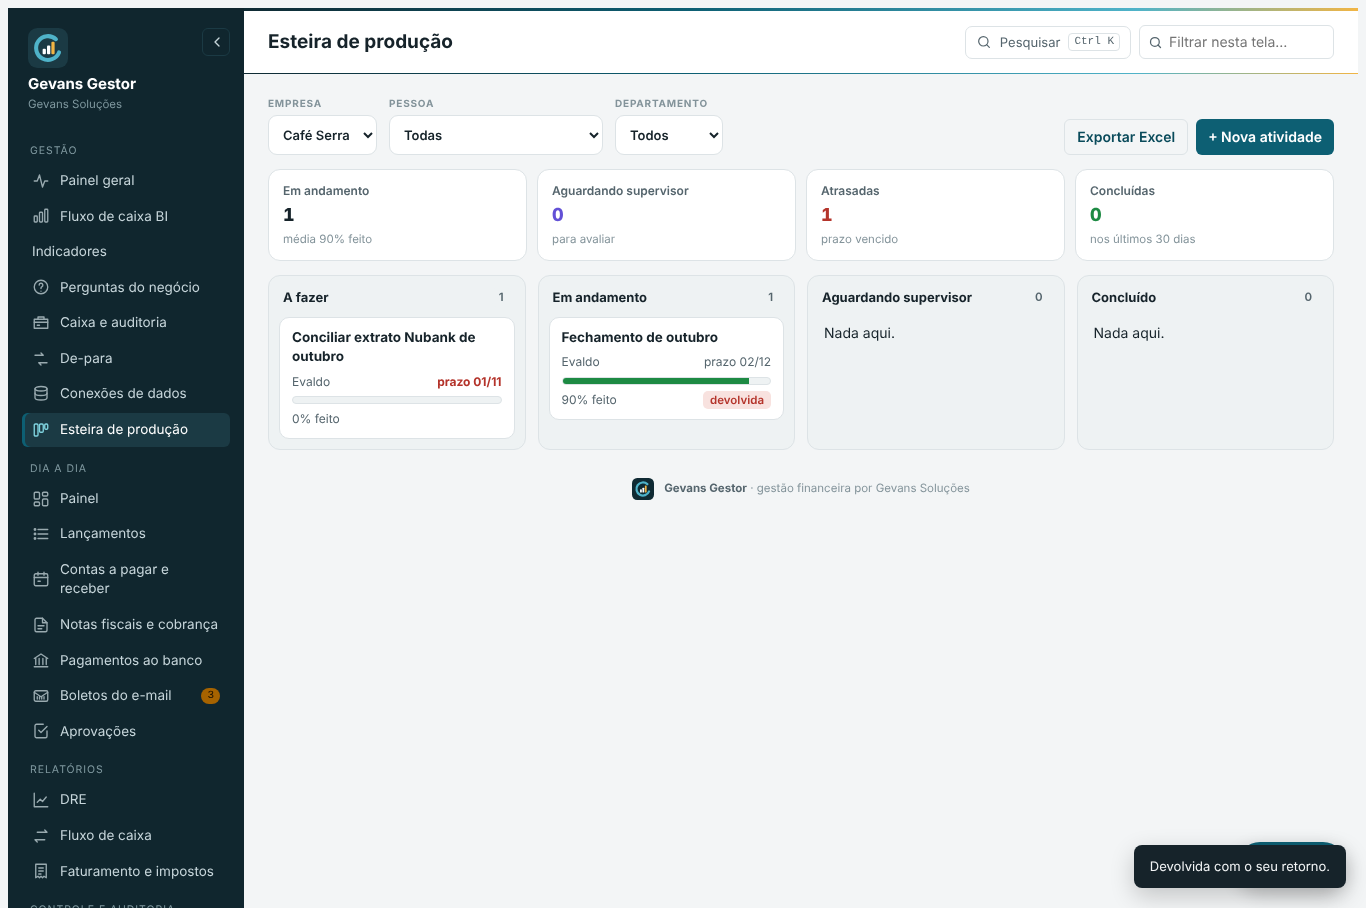 Gevans Gestor
Gevans Soluções
GESTÃO
Painel geral
Fluxo de caixa BI
Indicadores
Perguntas do negócio
Caixa e auditoria
De-para
Conexões de dados
Esteira de produção
DIA A DIA
Painel
Lançamentos
Contas a pagar e
receber
Notas fiscais e cobrança
Pagamentos ao banco
Boletos do e-mail 3
Aprovações
RELATÓRIOS
DRE
Fluxo de caixa
Faturamento e impostos
Esteira de produção
Pesquisar Ctrl K
Filtrar nesta tela...
EMPRESA PESSOA DEPARTAMENTO
Café Serra Todas Todos
Exportar Excel + Nova atividade
Em andamento
1
média 90% feito
Aguardando supervisor
0
para avaliar
Atrasadas
1
prazo vencido
Concluídas
0
nos últimos 30 dias
A fazer 1
Conciliar extrato Nubank de
outubro
Evaldo prazo 01/11
0% feito
Em andamento 1
Fechamento de outubro
Evaldo prazo 02/12
90% feito devolvida
Aguardando supervisor 0
Nada aqui.
Concluído 0
Nada aqui.
Gevans Gestor · gestão financeira por Gevans Soluções
Devolvida com o seu retorno.